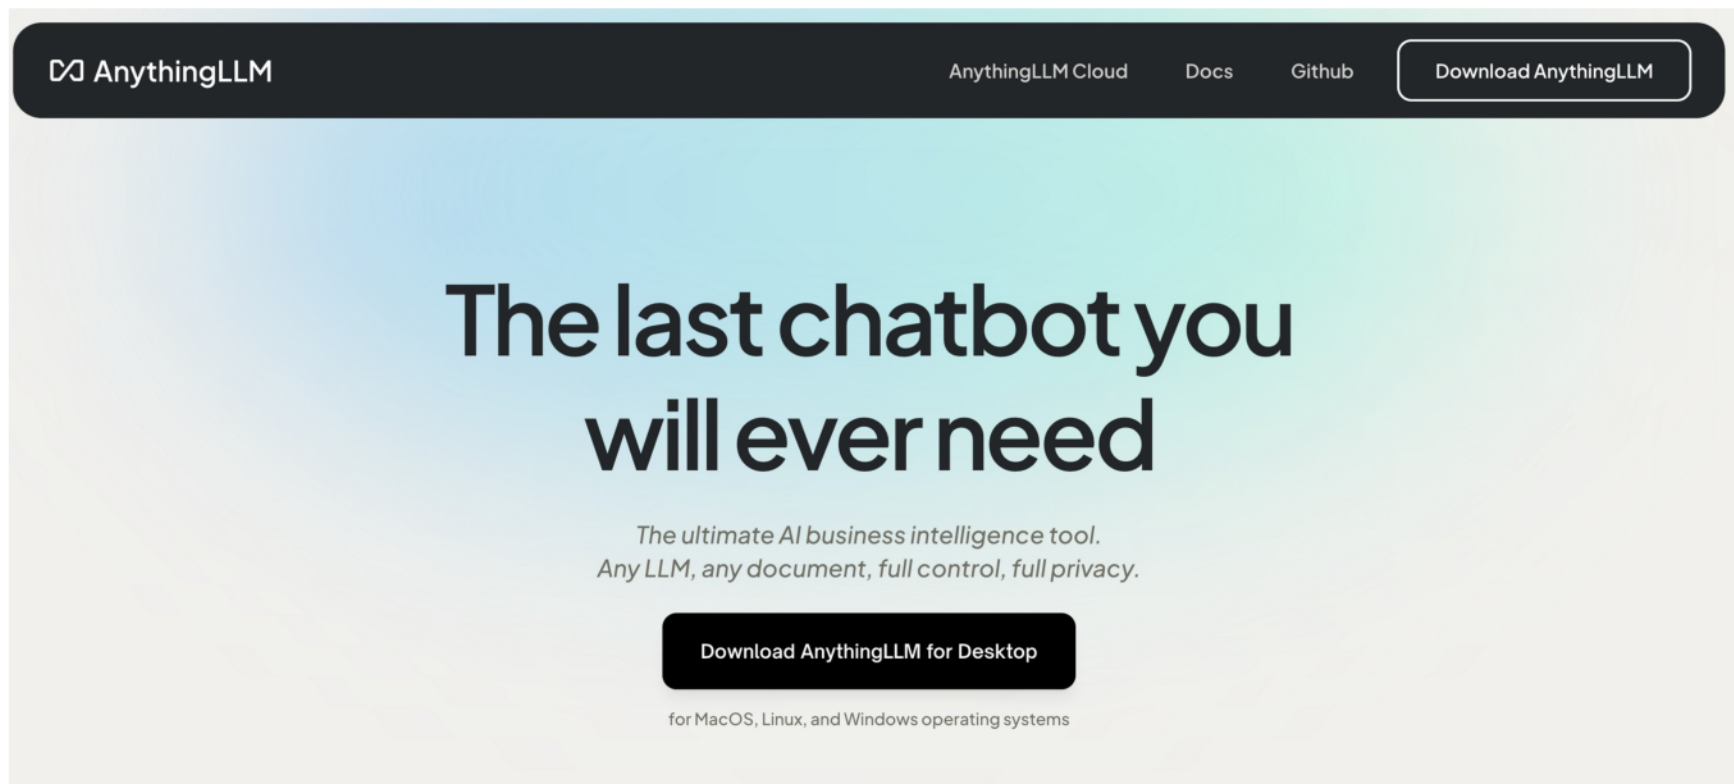 AnythingLLM
AnythingLLM Cloud
Docs
Github
Download AnythingLLM
The last chatbot you
will ever need
The ultimate AI business intelligence tool.
Any LLM, any document, full control, full privacy.
Download AnythingLLM for Desktop
for MacOS, Linux, and Windows operating systems